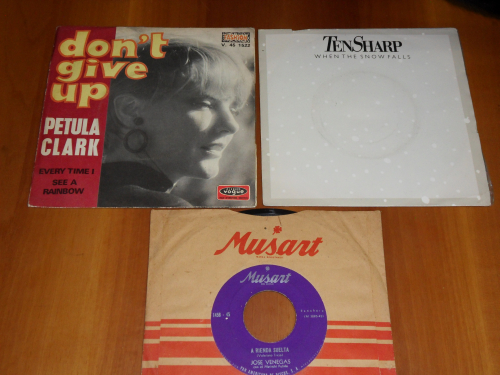 don't
give
up
V. 45 1522
PETULA
CLARK
EVERY TIME I
SEE A
RAINBOW
vogue
TEN SHARP
WHEN THE SNOW FALLS
Musart
Musart
A RIENDA SUELTA
JOSE VENEGAS